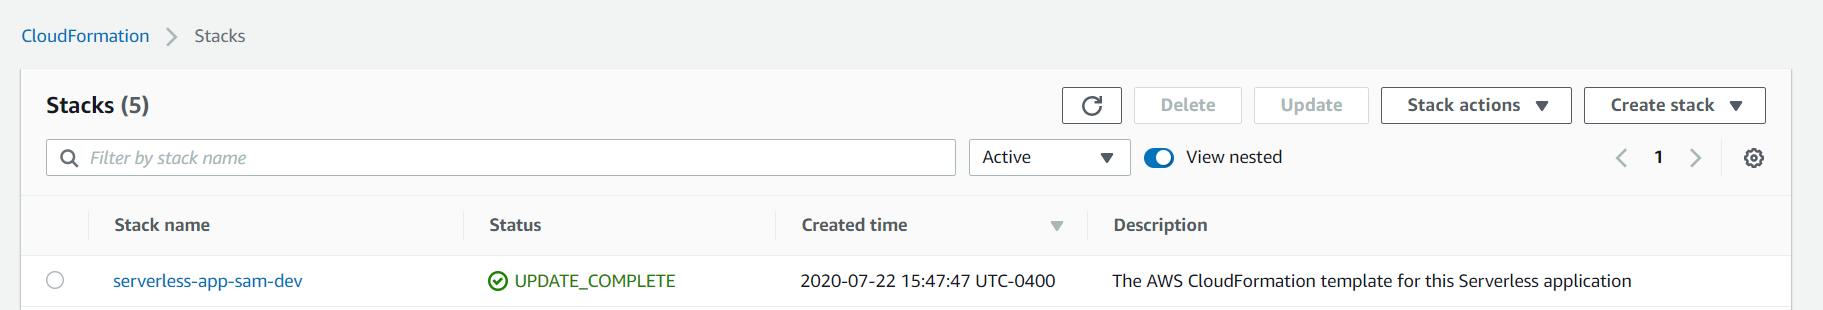 CloudFormation > Stacks
Stacks (5) Delete Update Stack actions Create stack
Filter by stack name Active View nested 1
Stack name Status Created time Description
serverless-app-sam-dev UPDATE_COMPLETE 2020-07-22 15:47:47 UTC-0400 The AWS CloudFormation template for this Serverless application